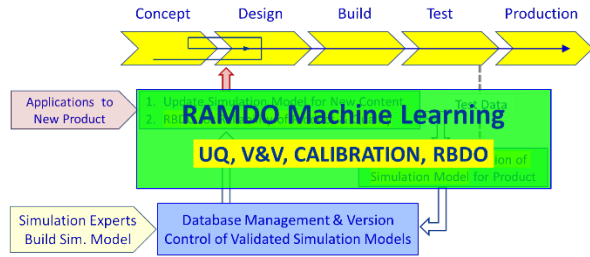 Concept Design Build Test Production
Applications to
New Product
1. Update Simulation Model for New Content
2. RBD
Test Data
RAMDO Machine Learning
UQ, V&V, CALIBRATION, RBDO
of
Simulation Model for Product
Simulation Experts
Build Sim. Model
Database Management & Version
Control of Validated Simulation Models